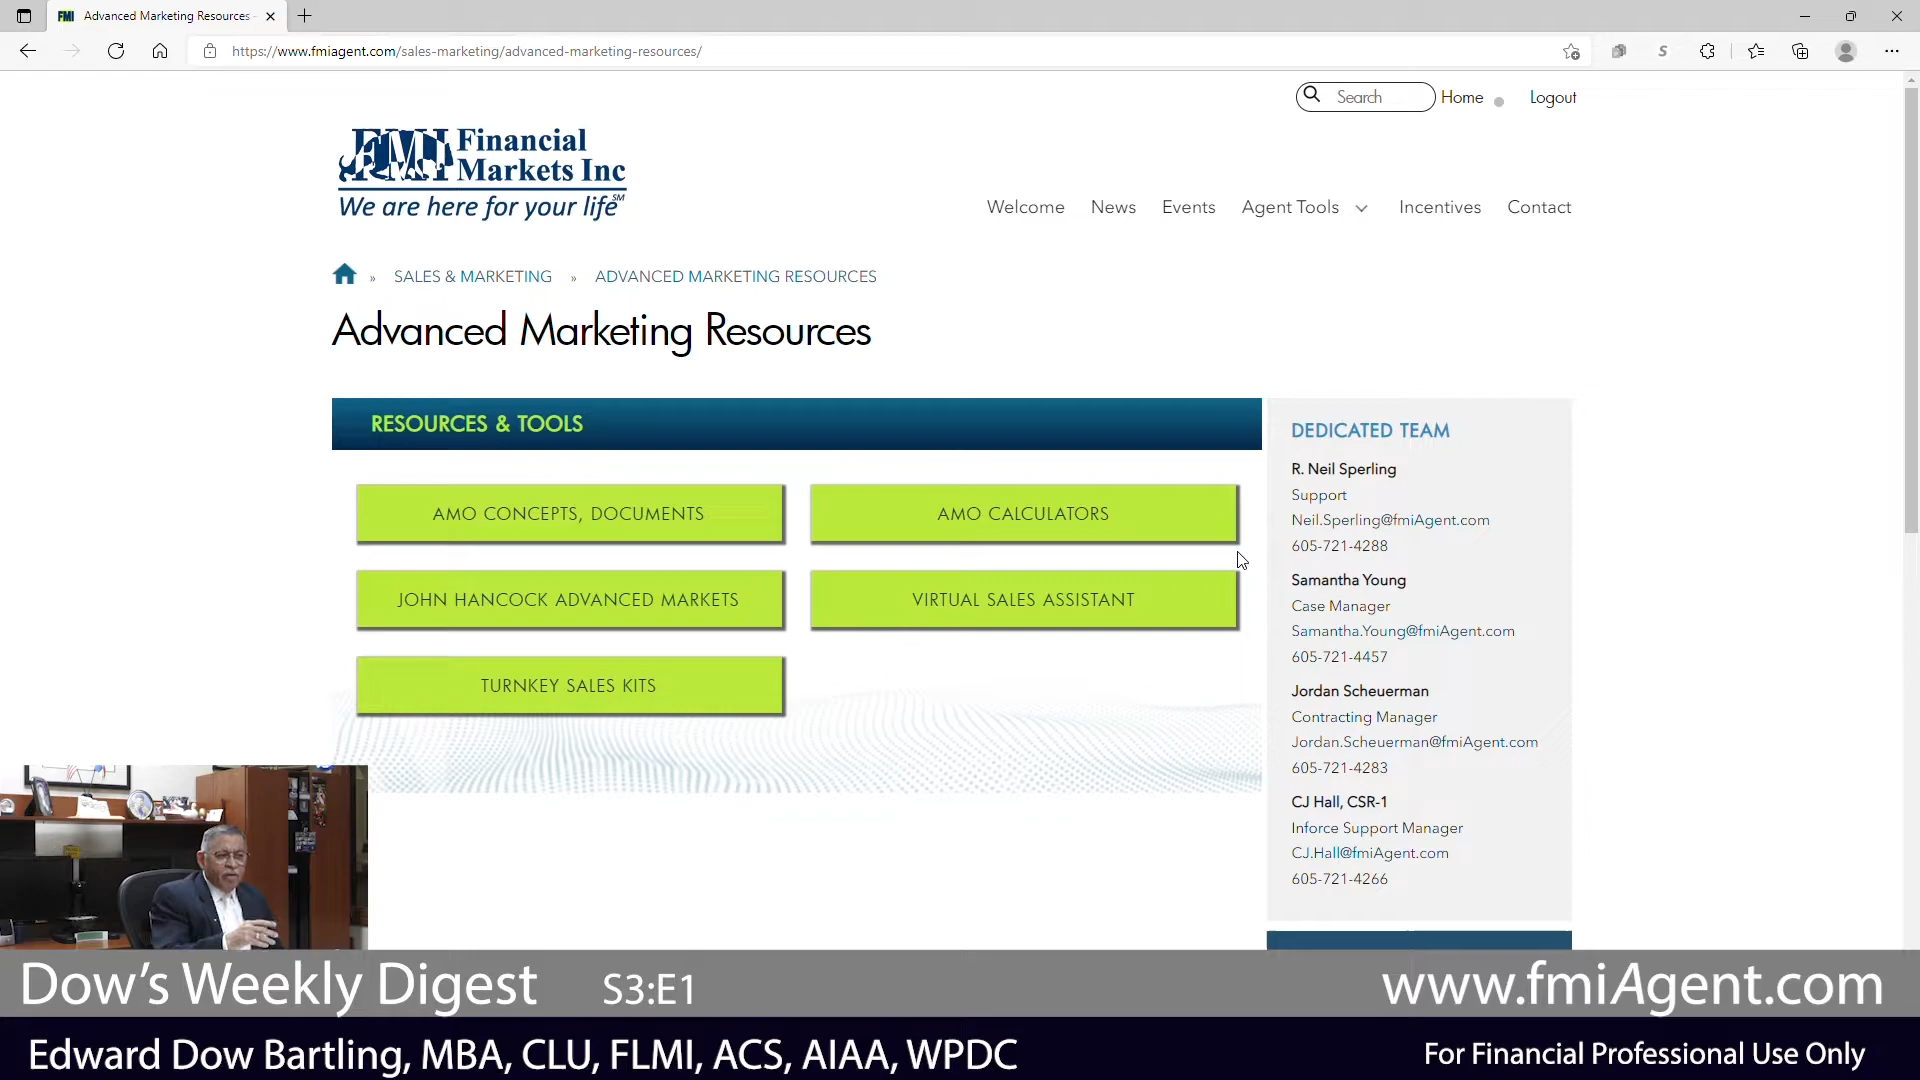 FMI Advanced Marketing Resources -
https://www.fmiagent.com/sales-marketing/advanced-marketing-resources/
Search Home Logout
FMI Financial
Markets Inc
We are here for your life SM
Welcome News Events Agent Tools Incentives Contact
» SALES & MARKETING » ADVANCED MARKETING RESOURCES
Advanced Marketing Resources
RESOURCES & TOOLS
AMO CONCEPTS, DOCUMENTS
AMO CALCULATORS
JOHN HANCOCK ADVANCED MARKETS
VIRTUAL SALES ASSISTANT
TURNKEY SALES KITS
DEDICATED TEAM
R. Neil Sperling
Support
Neil.Sperling@fmiAgent.com
605-721-4288
Samantha Young
Case Manager
Samantha.Young@fmiAgent.com
605-721-4457
Jordan Scheuerman
Contracting Manager
Jordan.Scheuerman@fmiAgent.com
605-721-4283
CJ Hall, CSR-1
Inforce Support Manager
CJ.Hall@fmiAgent.com
605-721-4266
Dow's Weekly Digest S3:E1 www.fmiAgent.com
Edward Dow Bartling, MBA, CLU, FLMI, ACS, AIAA, WPDC For Financial Professional Use Only